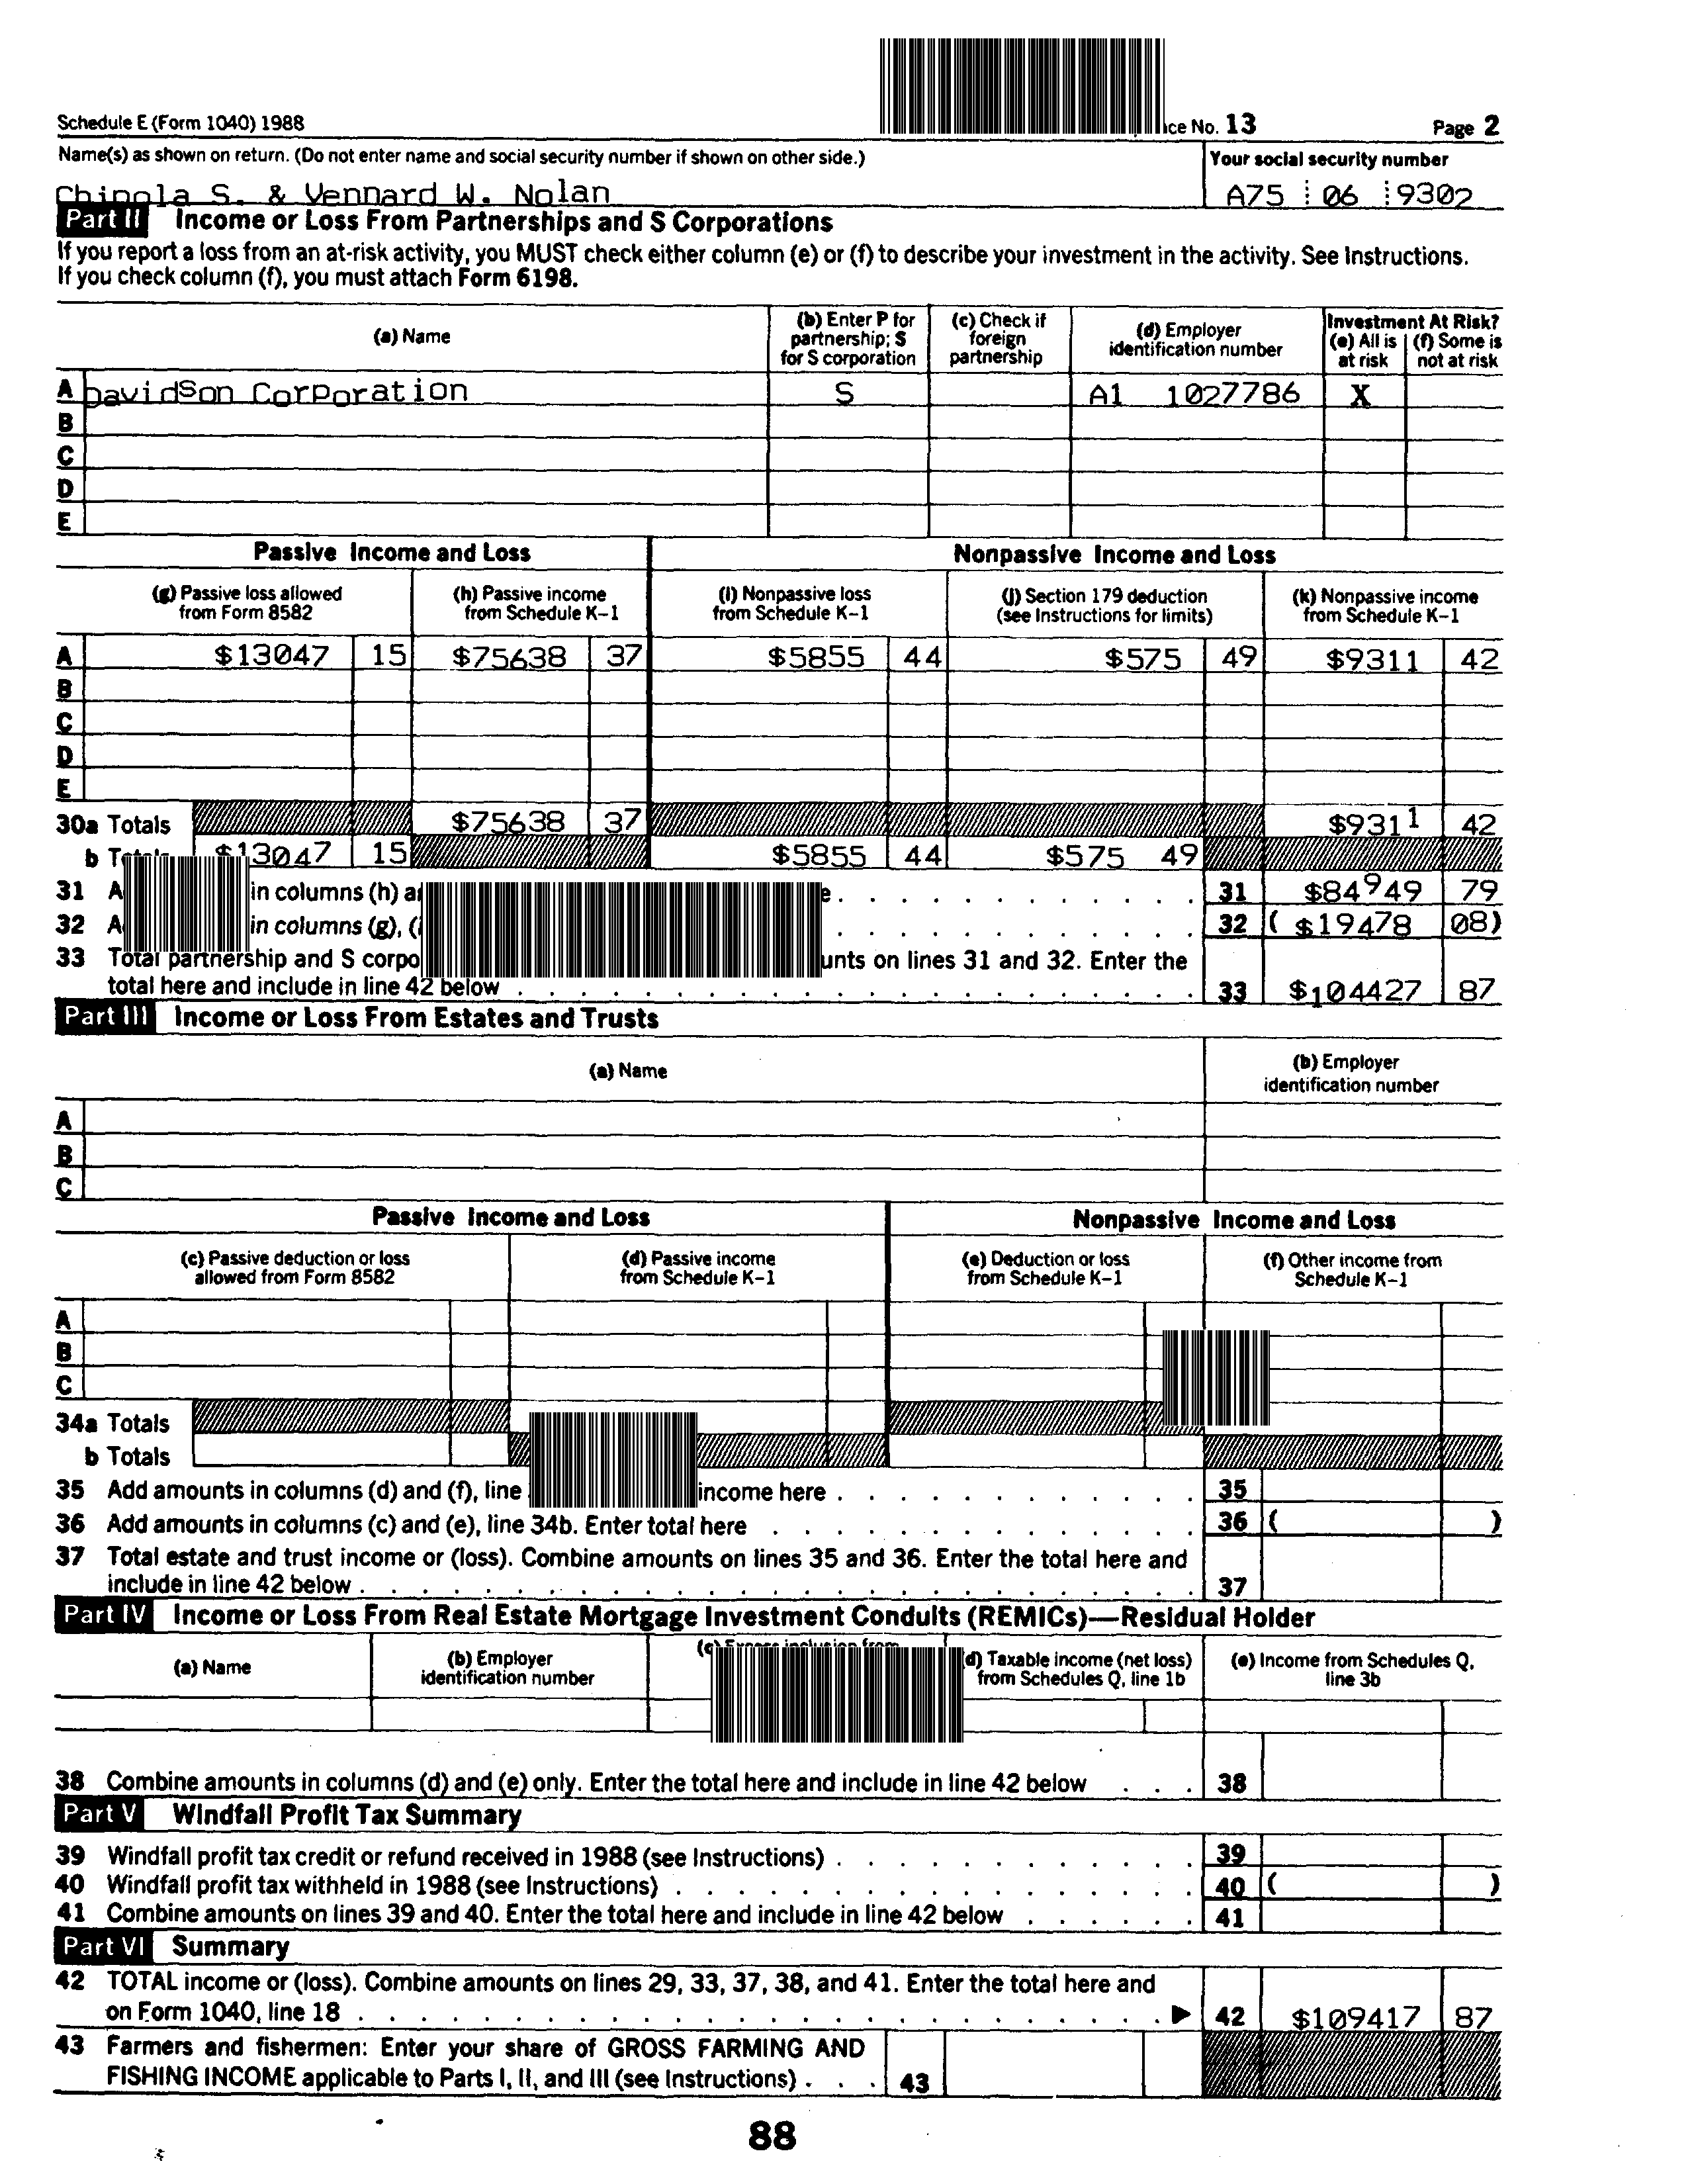 Schedule E (Form 1040) 1988 ce No. 13 Page 2
Name(s) as shown on return. (Do not enter name and social security number if shown on other side.) Your social security number
Chinola S. & Vennard W. Nolan A75 06 9302
Part II Income or Loss From Partnerships and S Corporations
If you report a loss from an at-risk activity, you MUST check either column (e) or (f) to describe your investment in the activity. See Instructions.
If you check column (f), you must attach Form 6198.
(a) Name (b) Enter P for partnership; S for S corporation (c) Check if foreign partnership (d) Employer identification number Investment At Risk? (e) All is at risk (f) Some is not at risk
A Davidson Corporation S A1 1027786 X
B
C
D
E
Passive Income and Loss Nonpassive Income and Loss
(g) Passive loss allowed from Form 8582 (h) Passive income from Schedule K-1 (i) Nonpassive loss from Schedule K-1 (j) Section 179 deduction (see Instructions for limits) (k) Nonpassive income from Schedule K-1
A $13047 15 $75638 37 $5855 44 $575 49 $9311 42
B
C
D
E
30a Totals $75638 37 $9311 42
b Totals $13047 15 $5855 44 $575 49
31 A in columns (h) a e . . . 31 $84949 79
32 A in columns (g), (i . . . 32 ( $19478 08)
33 Total partnership and S corpo unts on lines 31 and 32. Enter the
total here and include in line 42 below . . . 33 $104427 87
Part III Income or Loss From Estates and Trusts
(a) Name (b) Employer identification number
A
B
C
Passive Income and Loss Nonpassive Income and Loss
(c) Passive deduction or loss allowed from Form 8582 (d) Passive income from Schedule K-1 (e) Deduction or loss from Schedule K-1 (f) Other income from Schedule K-1
A
B
C
34a Totals
b Totals
35 Add amounts in columns (d) and (f), line income here . . . 35
36 Add amounts in columns (c) and (e), line 34b. Enter total here . . . 36 ( )
37 Total estate and trust income or (loss). Combine amounts on lines 35 and 36. Enter the total here and
include in line 42 below . . . 37
Part IV Income or Loss From Real Estate Mortgage Investment Conduits (REMICs)—Residual Holder
(a) Name (b) Employer identification number (c) Excess inclusion from d) Taxable income (net loss) from Schedules Q, line 1b (e) Income from Schedules Q, line 3b
38 Combine amounts in columns (d) and (e) only. Enter the total here and include in line 42 below . . . 38
Part V Windfall Profit Tax Summary
39 Windfall profit tax credit or refund received in 1988 (see Instructions) . . . 39
40 Windfall profit tax withheld in 1988 (see Instructions) . . . 40 ( )
41 Combine amounts on lines 39 and 40. Enter the total here and include in line 42 below . . . 41
Part VI Summary
42 TOTAL income or (loss). Combine amounts on lines 29, 33, 37, 38, and 41. Enter the total here and
on Form 1040, line 18 . . . ▶ 42 $109417 87
43 Farmers and fishermen: Enter your share of GROSS FARMING AND
FISHING INCOME applicable to Parts I, II, and III (see Instructions) . . . 43
88